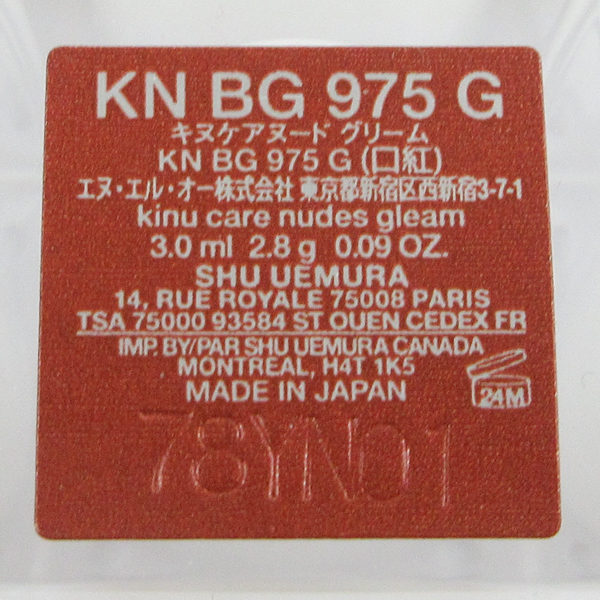 KN BG 975 G
キヌケアヌード グリーム
KN BG 975 G (口紅)
エヌ・エル・オー株式会社 東京都新宿区西新宿3-7-1
kinu care nudes gleam
3.0 ml 2.8 g 0.09 OZ.
SHU UEMURA
14, RUE ROYALE 75008 PARIS
TSA 75000 93584 ST OUEN CEDEX FR
IMP. BY/PAR SHU UEMURA CANADA
MONTREAL, H4T 1K5
MADE IN JAPAN
24M
78YN01